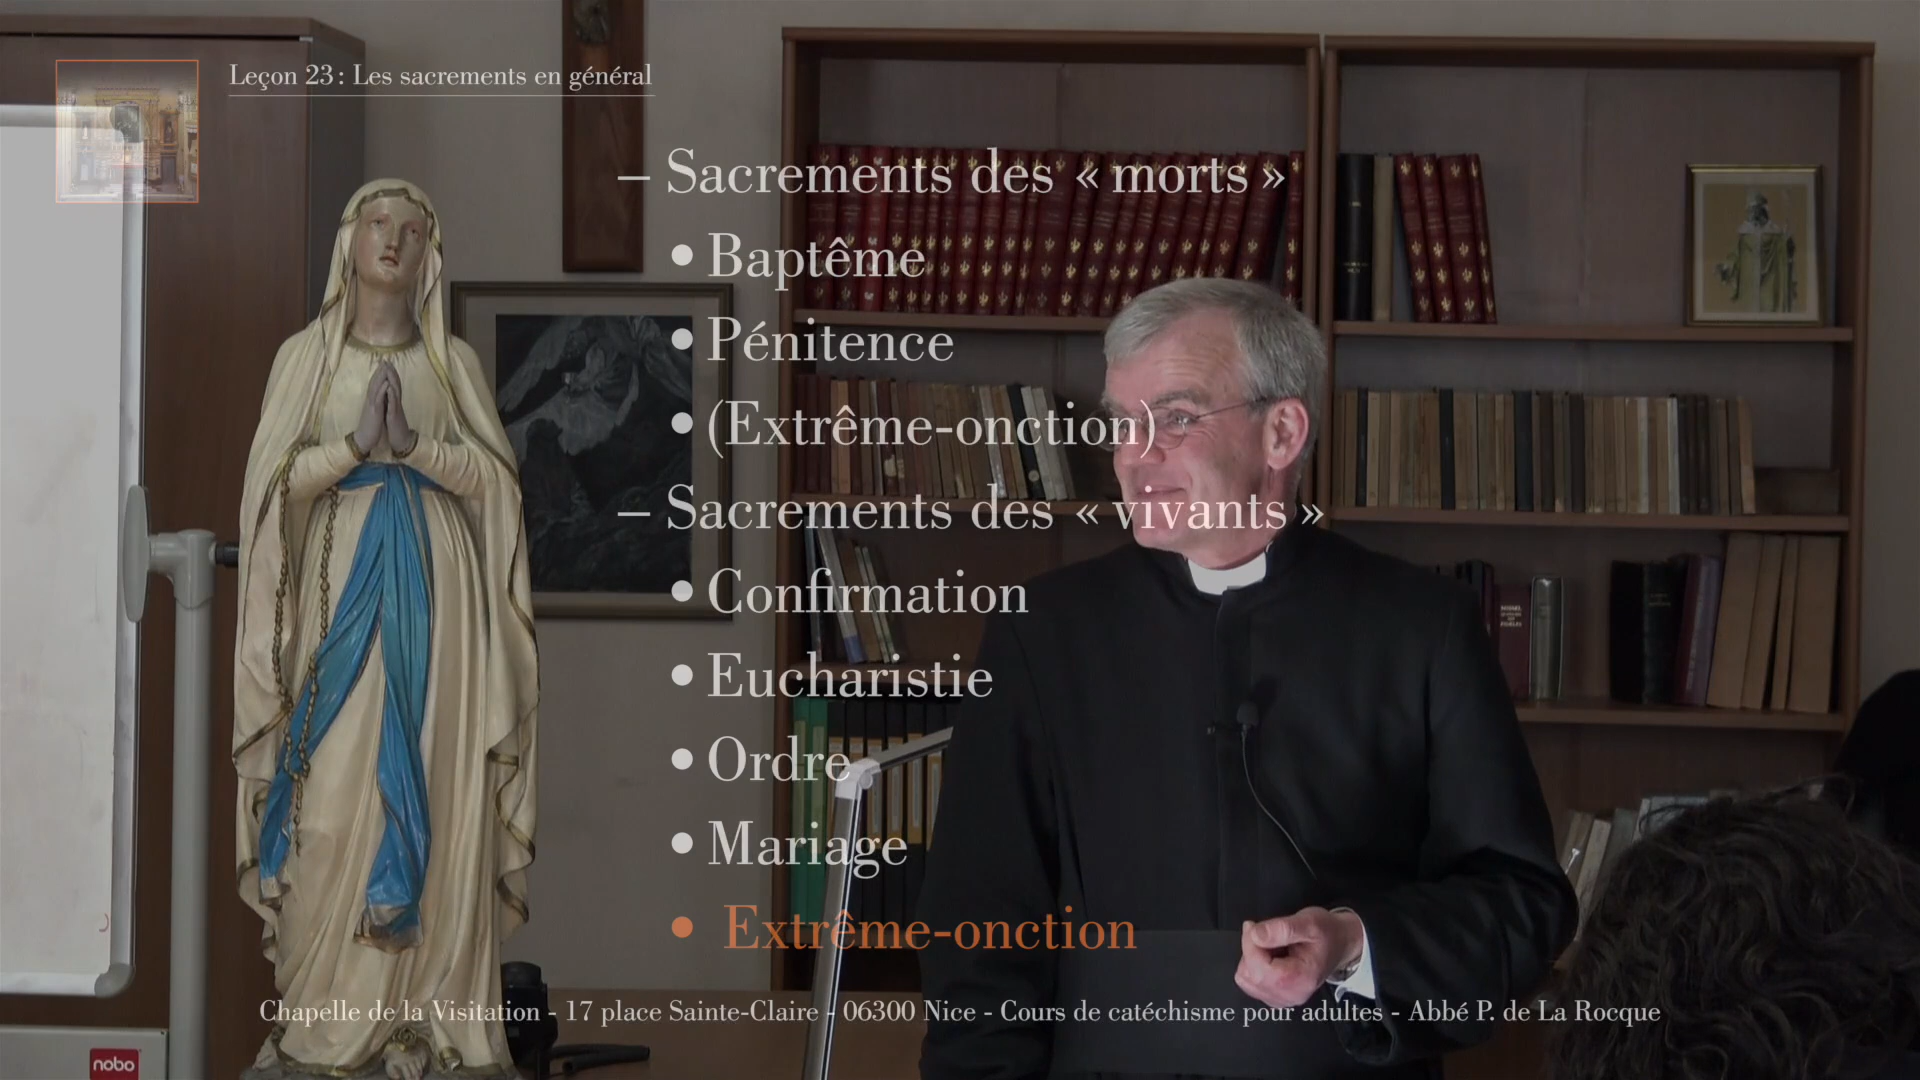 Leçon 23 : Les sacrements en général
– Sacrements des « morts »
• Baptême
• Pénitence
• (Extrême-onction)
– Sacrements des « vivants »
• Confirmation
• Eucharistie
• Ordre
• Mariage
• Extrême-onction
Chapelle de la Visitation - 17 place Sainte-Claire - 06300 Nice - Cours de catéchisme pour adultes - Abbé P. de La Rocque
nobo